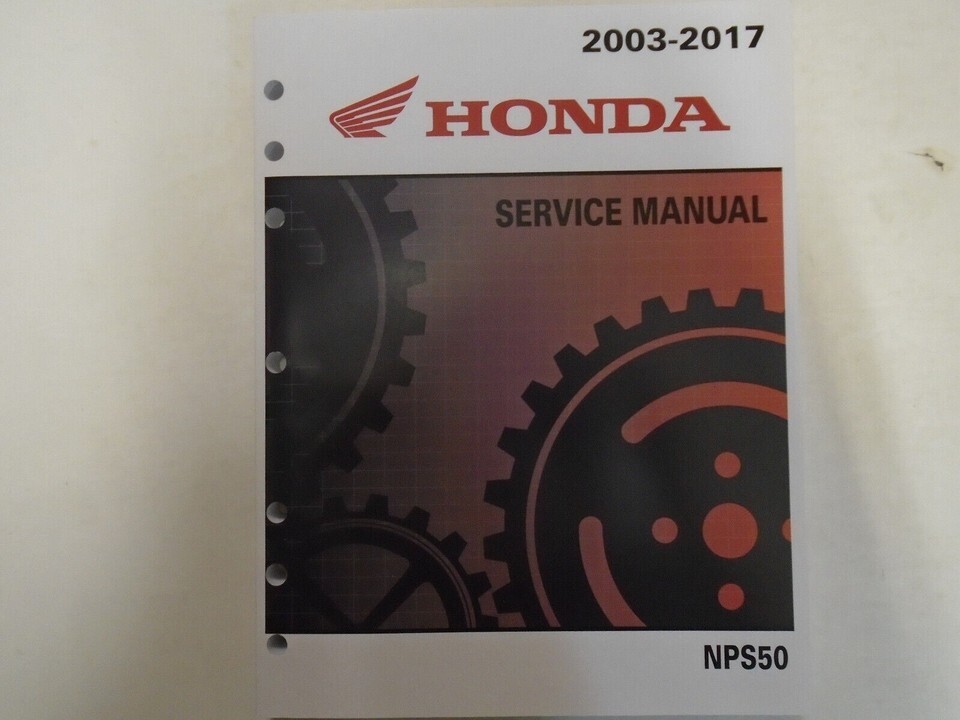 2003-2017
HONDA
SERVICE MANUAL
NPS50